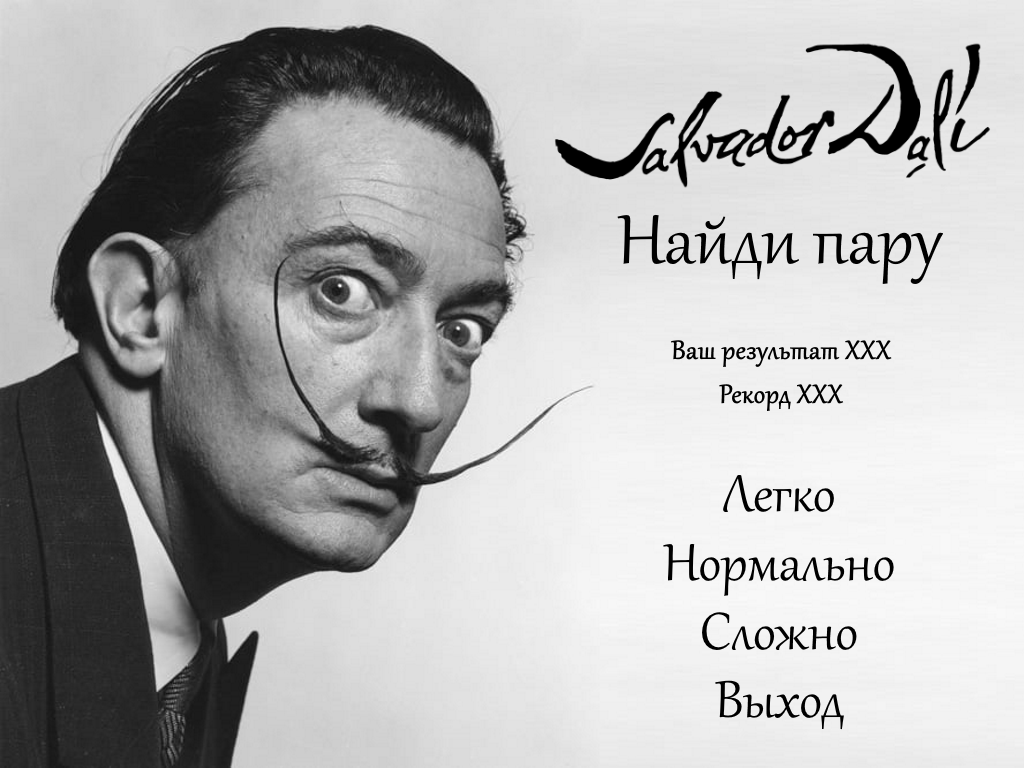 Salvador Dalí
Найди пару
Ваш результат XXX
Рекорд XXX
Легко
Нормально
Сложно
Выход